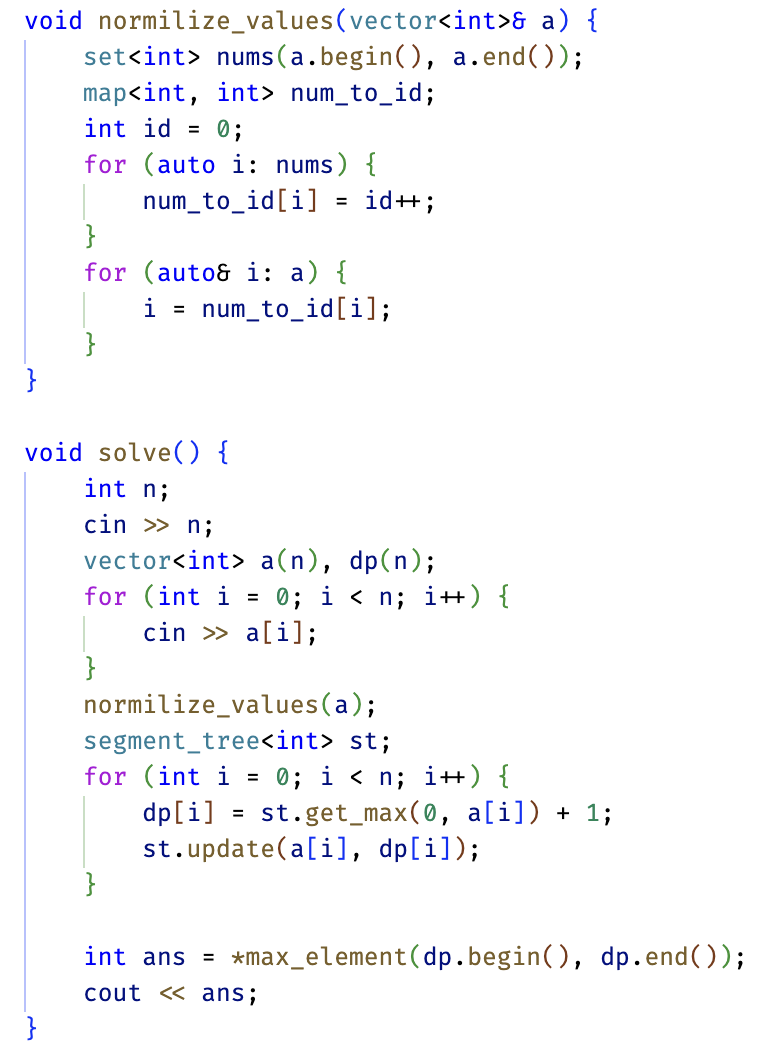 void normilize_values(vector<int>& a) {
    set<int> nums(a.begin(), a.end());
    map<int, int> num_to_id;
    int id = 0;
    for (auto i: nums) {
        num_to_id[i] = id++;
    }
    for (auto& i: a) {
        i = num_to_id[i];
    }
}

void solve() {
    int n;
    cin >> n;
    vector<int> a(n), dp(n);
    for (int i = 0; i < n; i++) {
        cin >> a[i];
    }
    normilize_values(a);
    segment_tree<int> st;
    for (int i = 0; i < n; i++) {
        dp[i] = st.get_max(0, a[i]) + 1;
        st.update(a[i], dp[i]);
    }

    int ans = *max_element(dp.begin(), dp.end());
    cout << ans;
}